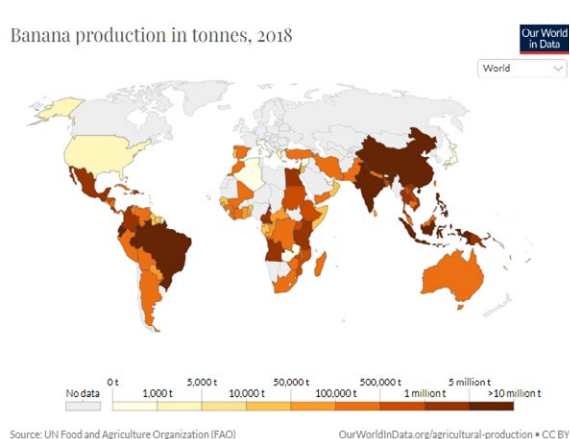 Banana production in tonnes, 2018
Our World
in Data
World
No data
0 t
1,000 t
5,000 t
10,000 t
50,000 t
100,000 t
500,000 t
1 million t
5 million t
>10 million t
Source: UN Food and Agriculture Organization (FAO)
OurWorldInData.org/agricultural-production • CC BY